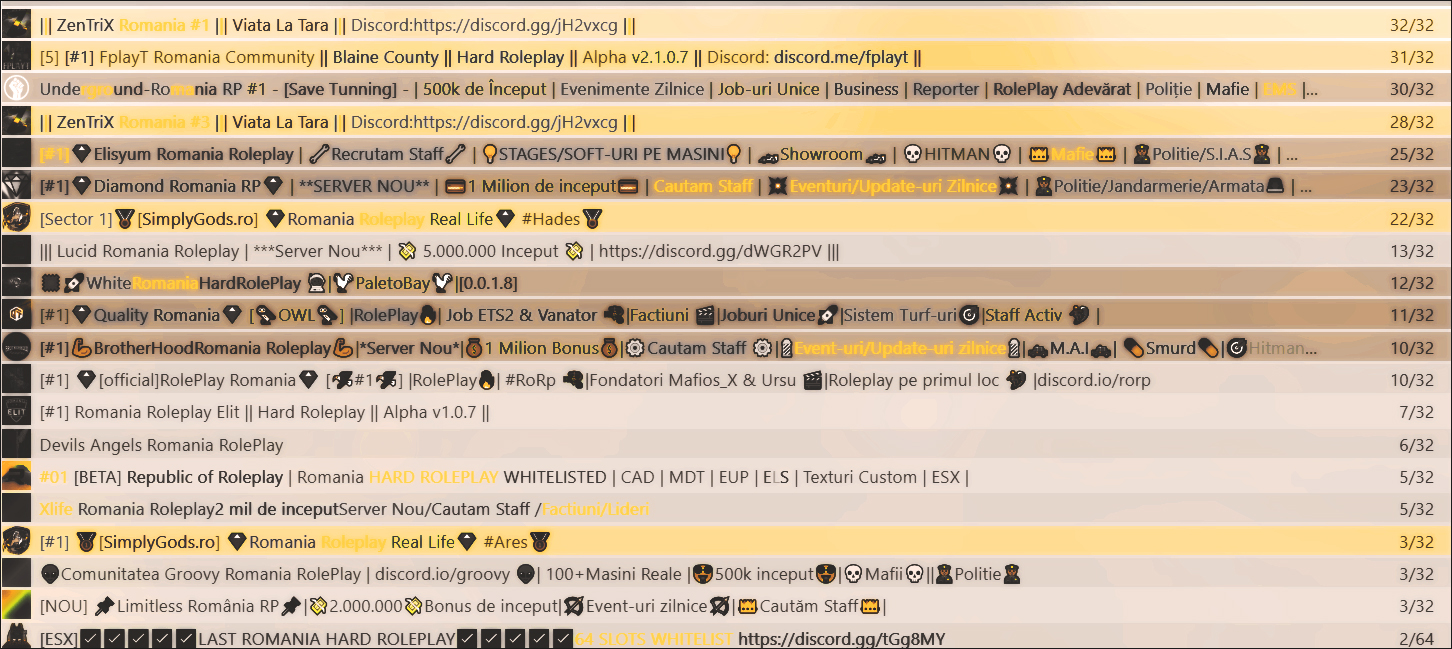 ||| ZenTriX Romania #1 ||| Viata La Tara ||| Discord:https://discord.gg/jH2vxcg ||| 32/32
[5] [#1] FplayT Romania Community || Blaine County || Hard Roleplay || Alpha v2.1.0.7 || Discord: discord.me/fplayt || 31/32
Underground-Romania RP #1 - [Save Tunning] - | 500k de Început | Evenimente Zilnice | Job-uri Unice | Business | Reporter | RolePlay Adevărat | Poliție | Mafie | EMS |... 30/32
||| ZenTriX Romania #3 ||| Viata La Tara ||| Discord:https://discord.gg/jH2vxcg ||| 28/32
[#1]💎Elisyum Romania Roleplay | 🦴Recrutam Staff🦴 | 💡STAGES/SOFT-URI PE MASINI💡 | 🚗Showroom🚗 | 💀HITMAN💀 | 👑Mafie👑 | 👮Politie/S.I.A.S👮 | ... 25/32
[#1]💎Diamond Romania RP💎 | **SERVER NOU** | 💳1 Milion de inceput💳 | Cautam Staff | 💥Eventuri/Update-uri Zilnice💥 | 👮Politie/Jandarmerie/Armata🎩 | ... 23/32
[Sector 1]🏅[SimplyGods.ro] 💎Romania Roleplay Real Life💎 #Hades🏅 22/32
||| Lucid Romania Roleplay | ***Server Nou*** | 💸 5.000.000 Inceput 💸 | https://discord.gg/dWGR2PV ||| 13/32
WhiteRomaniaHardRolePlay |PaletoBay|[0.0.1.8] 12/32
[#1]💎Quality Romania💎 [OWL] |RolePlay| Job ETS2 & Vanator |Factiuni 🎬|Joburi Unice|Sistem Turf-uri|Staff Activ | 11/32
[#1]💪BrotherHoodRomania Roleplay💪|*Server Nou*|💰1 Milion Bonus💰|⚙Cautam Staff ⚙|Event-uri/Update-uri zilnice|🚗M.A.I🚗| 💊Smurd💊|Hitman... 10/32
[#1] 💎[official]RolePlay Romania💎 [#1] |RolePlay| #RoRp |Fondatori Mafios_X & Ursu 🎬|Roleplay pe primul loc |discord.io/rorp 10/32
ELIT
[#1] Romania Roleplay Elit || Hard Roleplay || Alpha v1.0.7 || 7/32
Devils Angels Romania RolePlay 6/32
#01 [BETA] Republic of Roleplay | Romania HARD ROLEPLAY WHITELISTED | CAD | MDT | EUP | ELS | Texturi Custom | ESX | 5/32
Xlife Romania Roleplay2 mil de inceputServer Nou/Cautam Staff /Factiuni/Lideri 5/32
[#1] 🏅[SimplyGods.ro] 💎Romania Roleplay Real Life💎 #Ares🏅 3/32
👽Comunitatea Groovy Romania RolePlay | discord.io/groovy 👽| 100+Masini Reale |500k inceput|💀Mafii💀||👮Politie👮 3/32
[NOU] 📌Limitless România RP📌|💸2.000.000💸Bonus de inceput|Event-uri zilnice|👑Cautăm Staff👑| 3/32
[ESX]✅✅✅✅✅LAST ROMANIA HARD ROLEPLAY✅✅✅✅✅64 SLOTS WHITELIST https://discord.gg/tGg8MY 2/64